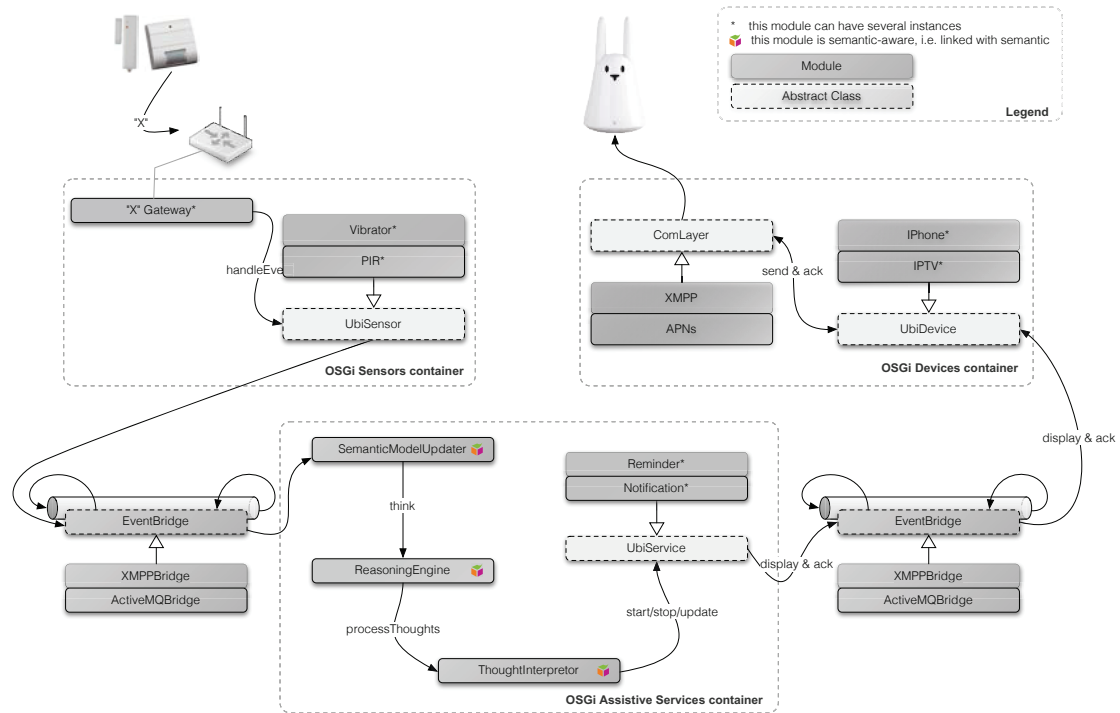 * this module can have several instances
this module is semantic-aware, i.e. linked with semantic
Module
Abstract Class
Legend
"X"
"X" Gateway*
Vibrator*
PIR*
handleEve
UbiSensor
OSGi Sensors container
ComLayer
IPhone*
IPTV*
send & ack
XMPP
APNs
UbiDevice
OSGi Devices container
display & ack
SemanticModelUpdater
Reminder*
Notification*
think
EventBridge
UbiService
EventBridge
display & ack
ReasoningEngine
XMPPBridge
ActiveMQBridge
XMPPBridge
ActiveMQBridge
start/stop/update
processThoughts
ThoughtInterpretor
OSGi Assistive Services container